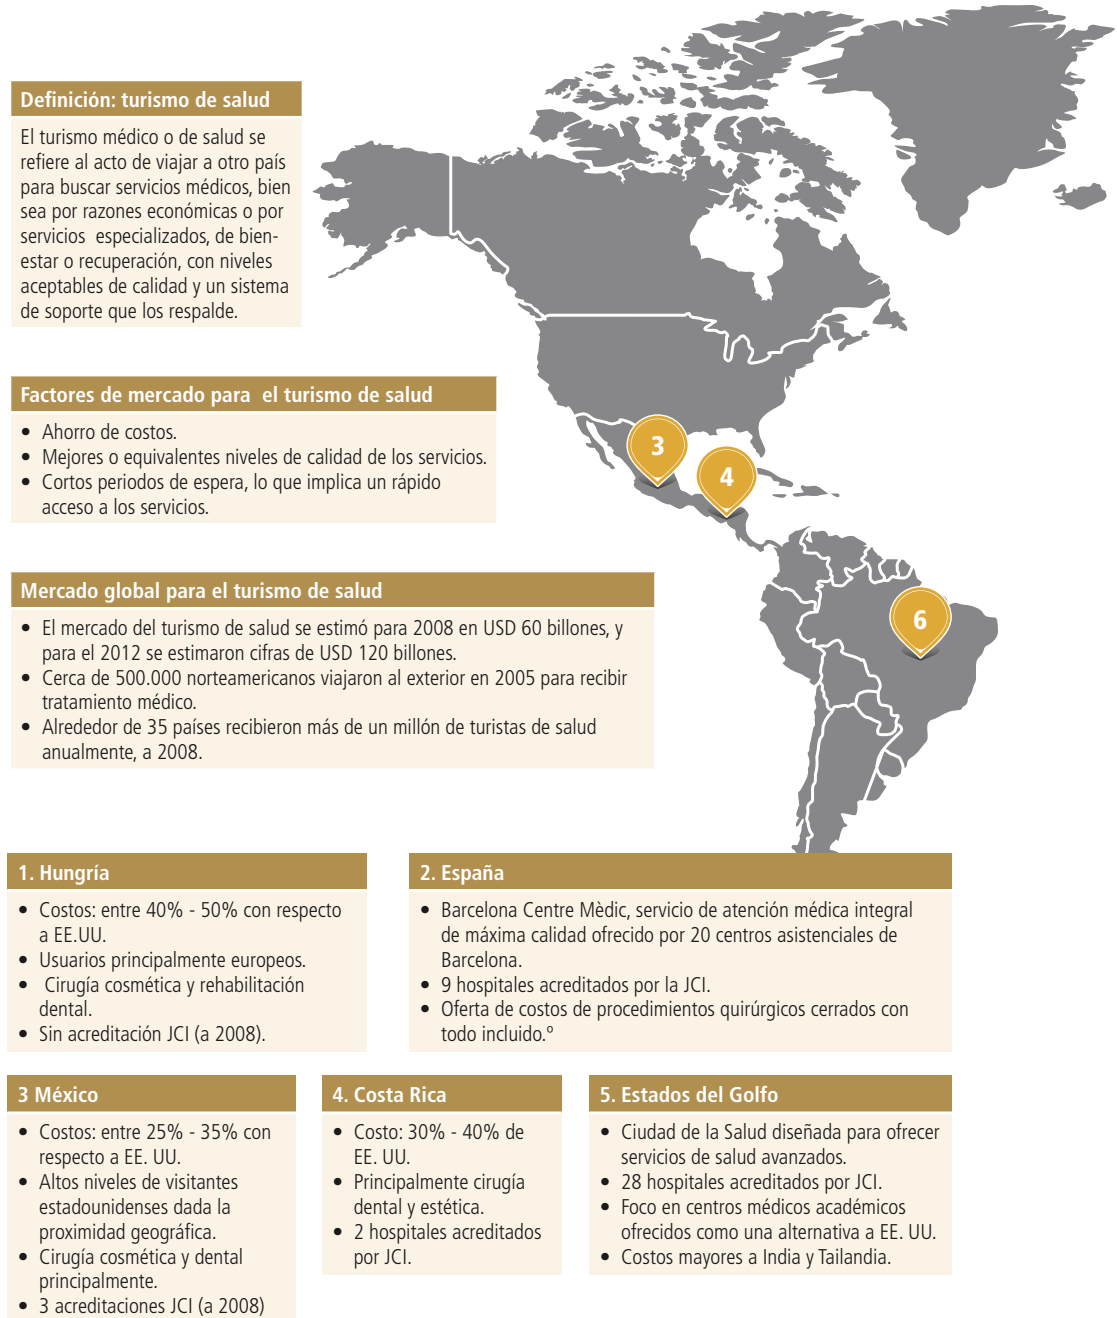 Definición: turismo de salud
El turismo médico o de salud se
refiere al acto de viajar a otro país
para buscar servicios médicos, bien
sea por razones económicas o por
servicios  especializados, de bien-
estar o recuperación, con niveles
aceptables de calidad y un sistema
de soporte que los respalde.
Factores de mercado para  el turismo de salud
• Ahorro de costos.
• Mejores o equivalentes niveles de calidad de los servicios.
• Cortos periodos de espera, lo que implica un rápido
acceso a los servicios.
3
4
Mercado global para el turismo de salud
• El mercado del turismo de salud se estimó para 2008 en USD 60 billones, y
para el 2012 se estimaron cifras de USD 120 billones.
• Cerca de 500.000 norteamericanos viajaron al exterior en 2005 para recibir
tratamiento médico.
• Alrededor de 35 países recibieron más de un millón de turistas de salud
anualmente, a 2008.
6
1. Hungría
• Costos: entre 40% - 50% con respecto
a EE.UU.
• Usuarios principalmente europeos.
• Cirugía cosmética y rehabilitación
dental.
• Sin acreditación JCI (a 2008).
2. España
• Barcelona Centre Mèdic, servicio de atención médica integral
de máxima calidad ofrecido por 20 centros asistenciales de
Barcelona.
• 9 hospitales acreditados por la JCI.
• Oferta de costos de procedimientos quirúrgicos cerrados con
todo incluido.º
3 México
• Costos: entre 25% - 35% con
respecto a EE. UU.
• Altos niveles de visitantes
estadounidenses dada la
proximidad geográfica.
• Cirugía cosmética y dental
principalmente.
• 3 acreditaciones JCI (a 2008)
4. Costa Rica
• Costo: 30% - 40% de
EE. UU.
• Principalmente cirugía
dental y estética.
• 2 hospitales acreditados
por JCI.
5. Estados del Golfo
• Ciudad de la Salud diseñada para ofrecer
servicios de salud avanzados.
• 28 hospitales acreditados por JCI.
• Foco en centros médicos académicos
ofrecidos como una alternativa a EE. UU.
• Costos mayores a India y Tailandia.